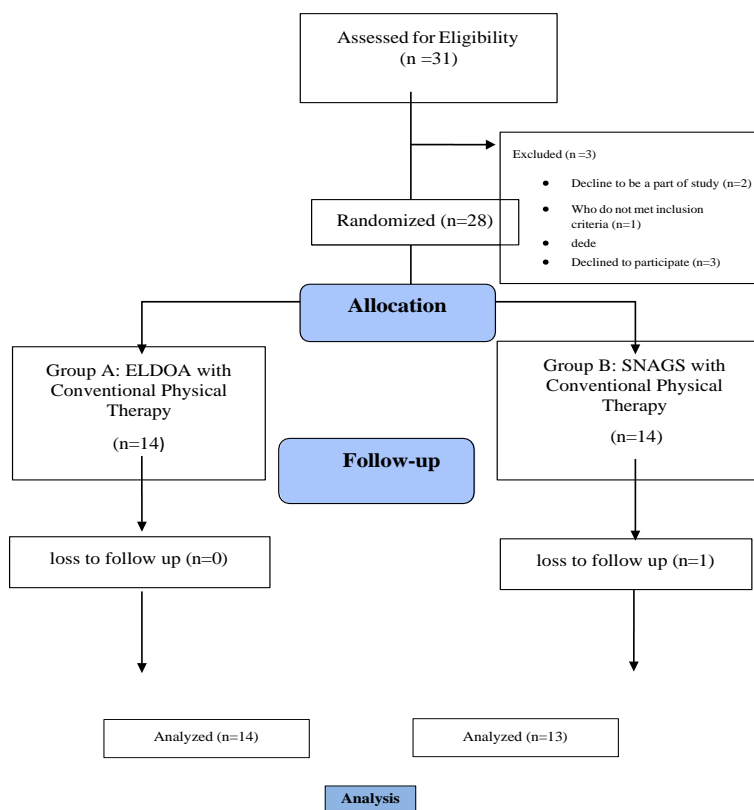 Assessed for Eligibility
(n =31)
Excluded (n =3)
● Decline to be a part of study (n=2)
● Who do not met inclusion
criteria (n=1)
● dede
● Declined to participate (n=3)
Randomized (n=28)
Allocation
Group A: ELDOA with
Conventional Physical
Therapy
(n=14)
Group B: SNAGS with
Conventional Physical
Therapy
(n=14)
Follow-up
loss to follow up (n=0)
loss to follow up (n=1)
Analyzed (n=14)
Analyzed (n=13)
Analysis